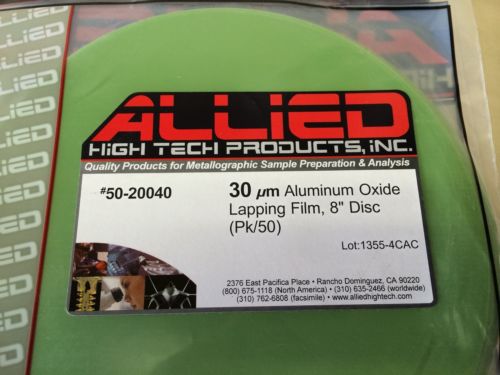 ALLIED
HIGH TECH PRODUCTS, INC.
Quality Products for Metallographic Sample Preparation & Analysis
#50-20040
30 µm Aluminum Oxide
Lapping Film, 8" Disc
(Pk/50)
Lot:1355-4CAC
2376 East Pacifica Place • Rancho Dominguez, CA 90220
(800) 675-1118 (North America) • (310) 635-2466 (worldwide)
(310) 762-6808 (facsimile) • www.alliedhightech.com